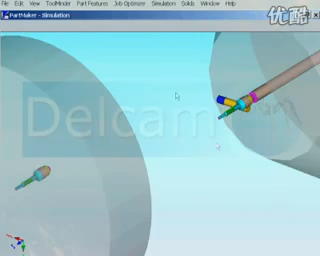 File Edit View ToolMinder Part Features Job Optimizer Simulation Solids Window Help
优酷
PartMaker - Simulation
Delcam